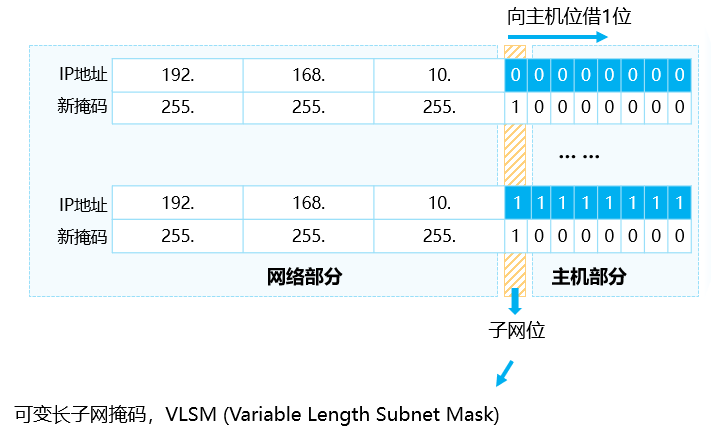 向主机位借1位
IP地址 192. 168. 10. 0 0 0 0 0 0 0 0
新掩码 255. 255. 255. 1 0 0 0 0 0 0 0
... ...
IP地址 192. 168. 10. 1 1 1 1 1 1 1 1
新掩码 255. 255. 255. 1 0 0 0 0 0 0 0
网络部分 主机部分
子网位
可变长子网掩码，VLSM (Variable Length Subnet Mask)